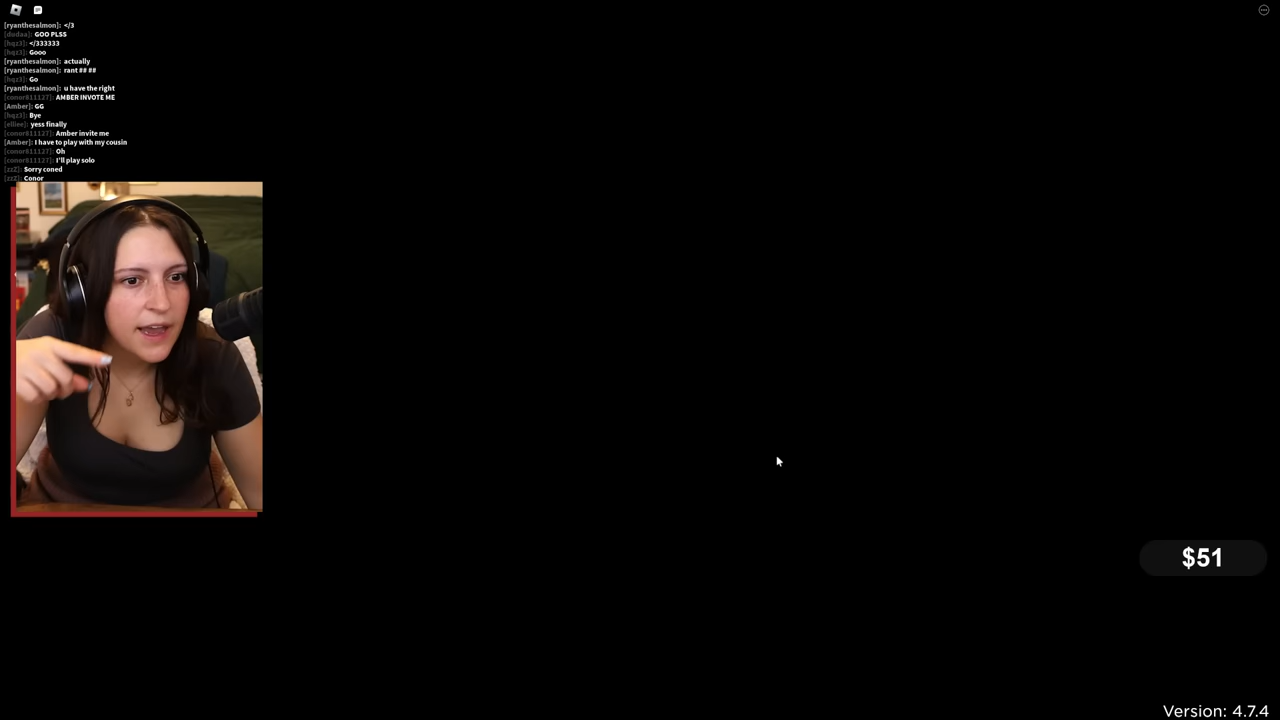 [ryanthesalmon]: </3
[dudaa]: GOO PLSS
[hqz3]: </333333
[hqz3]: Gooo
[ryanthesalmon]: actually
[ryanthesalmon]: rant ## ##
[hqz3]: Go
[ryanthesalmon]: u have the right
[conor811127]: AMBER INVOTE ME
[Amber]: GG
[hqz3]: Bye
[elliee]: yess finally
[conor811127]: Amber invite me
[Amber]: I have to play with my cousin
[conor811127]: Oh
[conor811127]: I'll play solo
[zzZ]: Sorry coned
[zzZ]: Conor
$51
Version: 4.7.4